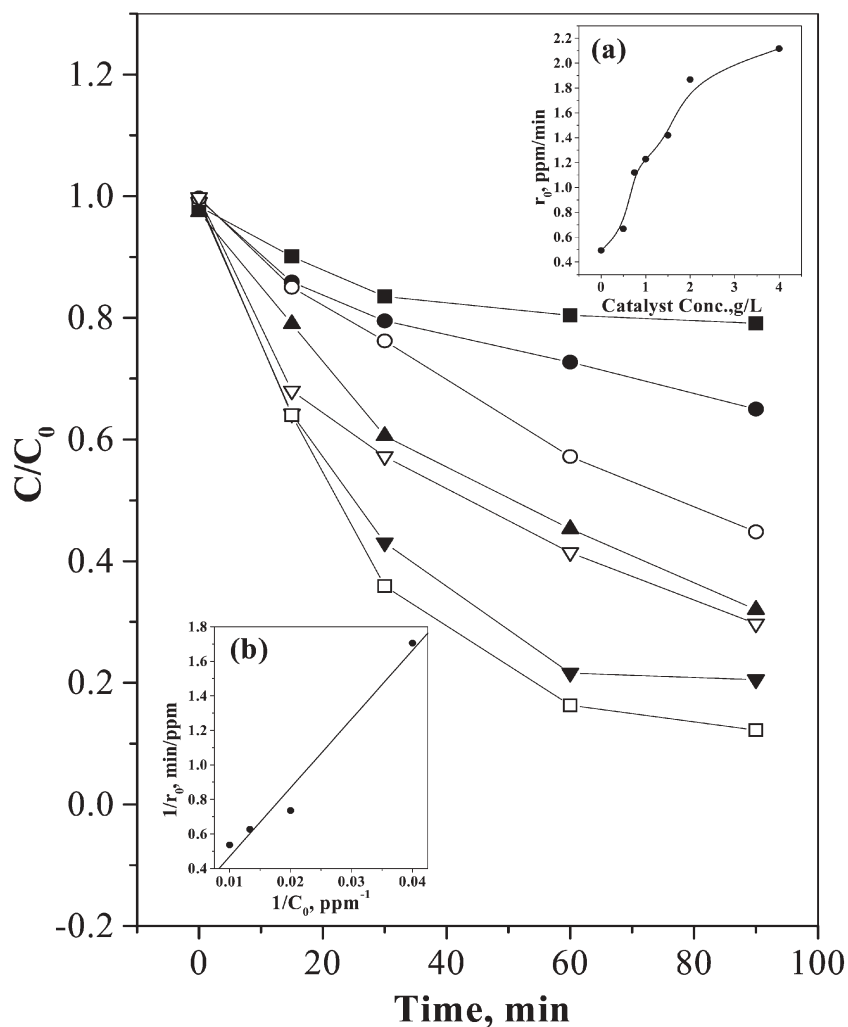 1.2
1.0
0.8
0.6
0.4
0.2
0.0
-0.2
C/C₀
0 20 40 60 80 100
Time, min
(a)
2.2
2.0
1.8
1.6
1.4
1.2
1.0
0.8
0.6
0.4
r₀, ppm/min
0 1 2 3 4
Catalyst Conc.,g/L
(b)
1.8
1.6
1.4
1.2
1.0
0.8
0.6
0.4
1/r₀, min/ppm
0.01 0.02 0.03 0.04
1/C₀, ppm⁻¹